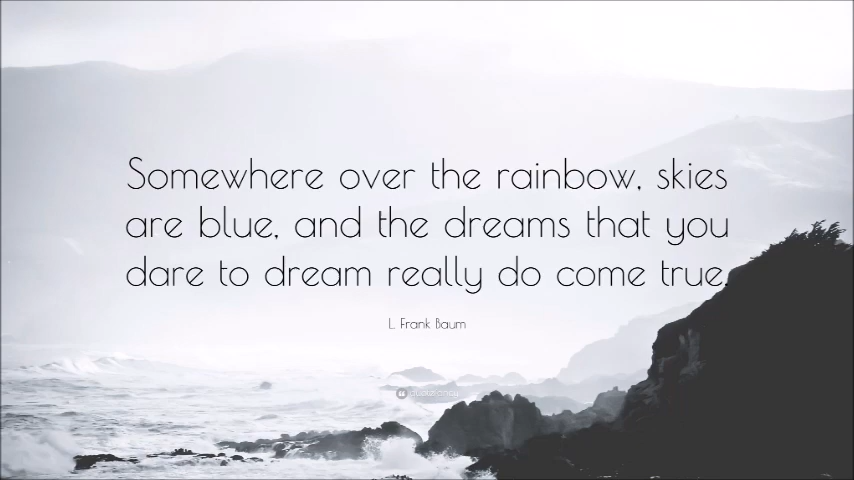 Somewhere over the rainbow, skies
are blue, and the dreams that you
dare to dream really do come true.
L. Frank Baum
quotefancy